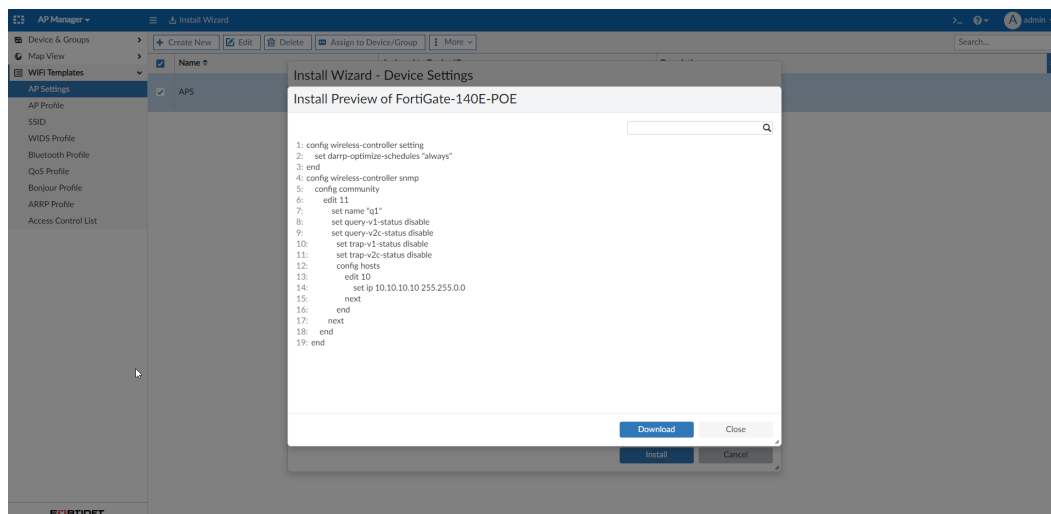 AP Manager
Install Wizard
admin
Device & Groups
Map View
WiFi Templates
AP Settings
AP Profile
SSID
WIDS Profile
Bluetooth Profile
QoS Profile
Bonjour Profile
ARRP Profile
Access Control List
+ Create New
Edit
Delete
Assign to Device/Group
More
Search...
Name
APS
Install Wizard - Device Settings
Install Preview of FortiGate-140E-POE
1: config wireless-controller setting
2: set darrp-optimize-schedules "always"
3: end
4: config wireless-controller snmp
5: config community
6: edit 11
7: set name "q1"
8: set query-v1-status disable
9: set query-v2c-status disable
10: set trap-v1-status disable
11: set trap-v2c-status disable
12: config hosts
13: edit 10
14: set ip 10.10.10.10 255.255.0.0
15: next
16: end
17: next
18: end
19: end
Download
Close
Install
Cancel